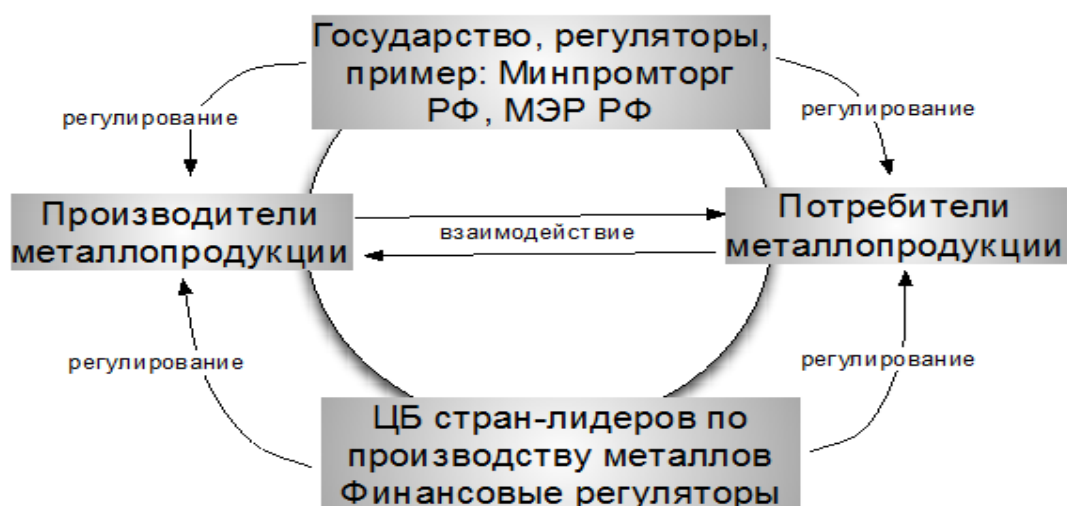 Государство, регуляторы,
пример: Минпромторг
РФ, МЭР РФ
регулирование
регулирование
Производители
металлопродукции
взаимодействие
Потребители
металлопродукции
регулирование
регулирование
ЦБ стран-лидеров по
производству металлов
Финансовые регуляторы